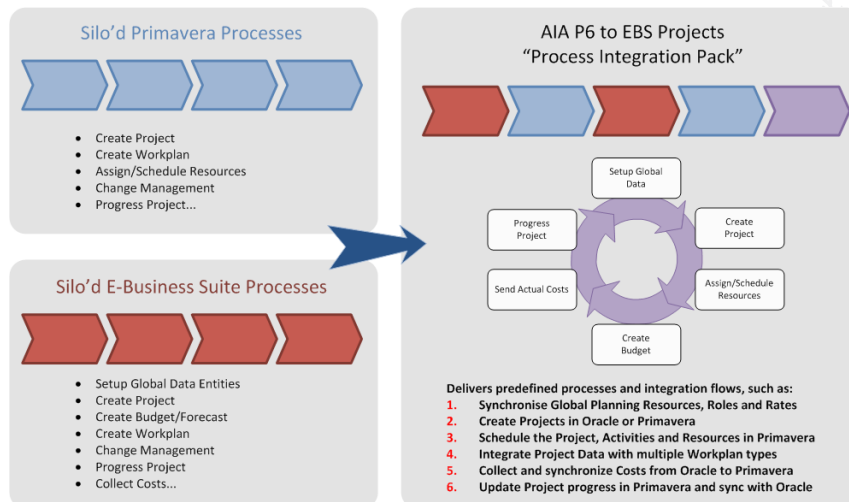 Silo'd Primavera Processes
• Create Project
• Create Workplan
• Assign/Schedule Resources
• Change Management
• Progress Project...
Silo'd E-Business Suite Processes
• Setup Global Data Entities
• Create Project
• Create Budget/Forecast
• Create Workplan
• Change Management
• Progress Project
• Collect Costs...
AIA P6 to EBS Projects
“Process Integration Pack”
Setup Global
Data
Create
Project
Assign/Schedule
Resources
Create
Budget
Send Actual Costs
Progress
Project
Delivers predefined processes and integration flows, such as:
1. Synchronise Global Planning Resources, Roles and Rates
2. Create Projects in Oracle or Primavera
3. Schedule the Project, Activities and Resources in Primavera
4. Integrate Project Data with multiple Workplan types
5. Collect and synchronize Costs from Oracle to Primavera
6. Update Project progress in Primavera and sync with Oracle